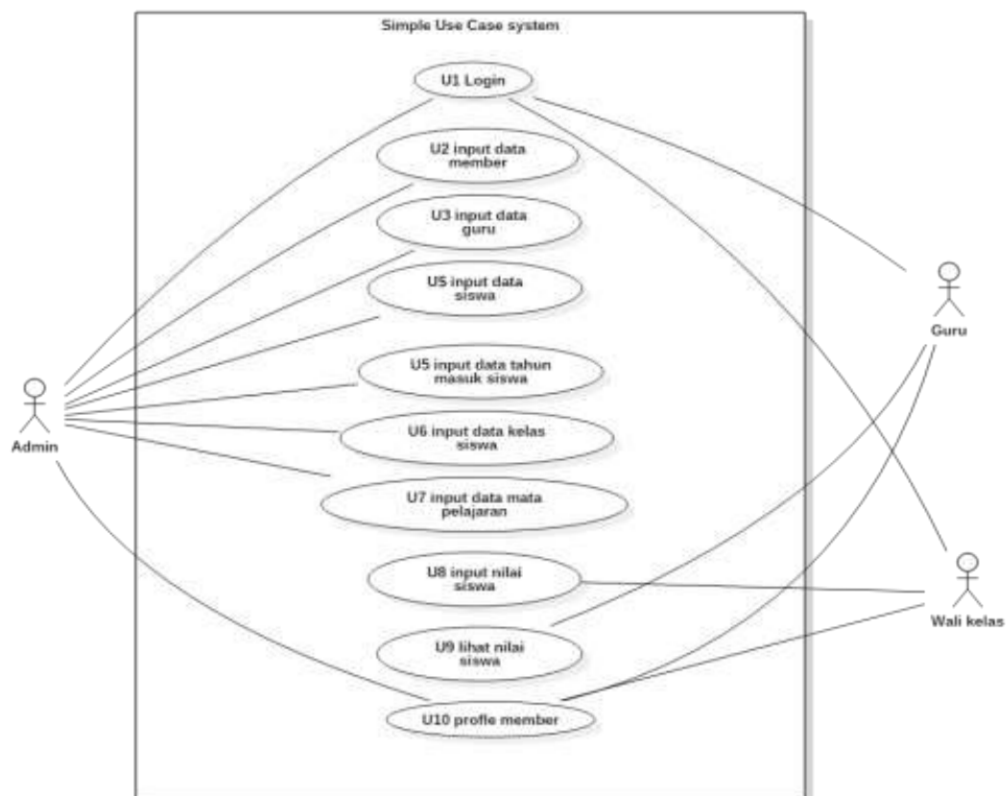 Simple Use Case system
U1 Login
U2 input data
member
U3 input data
guru
U5 input data
siswa
Guru
U5 input data tahun
masuk siswa
Admin
U6 input data kelas
siswa
U7 input data mata
pelajaran
U8 input nilai
siswa
Wali kelas
U9 lihat nilai
siswa
U10 profle member